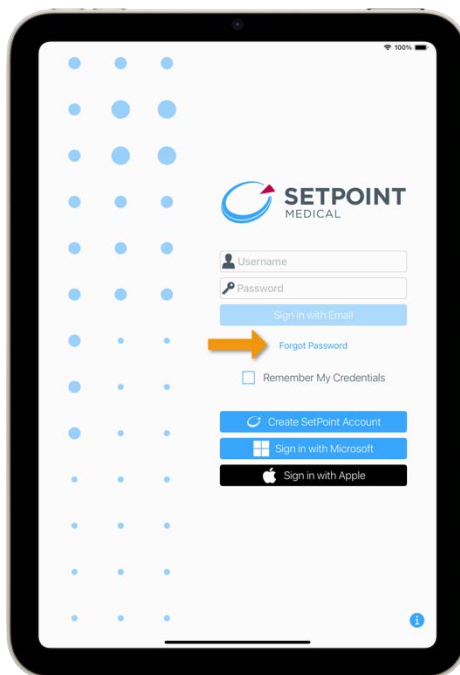 100%
SETPOINT
MEDICAL
Username
Password
Sign in with Email
Forgot Password
Remember My Credentials
Create SetPoint Account
Sign in with Microsoft
Sign in with Apple